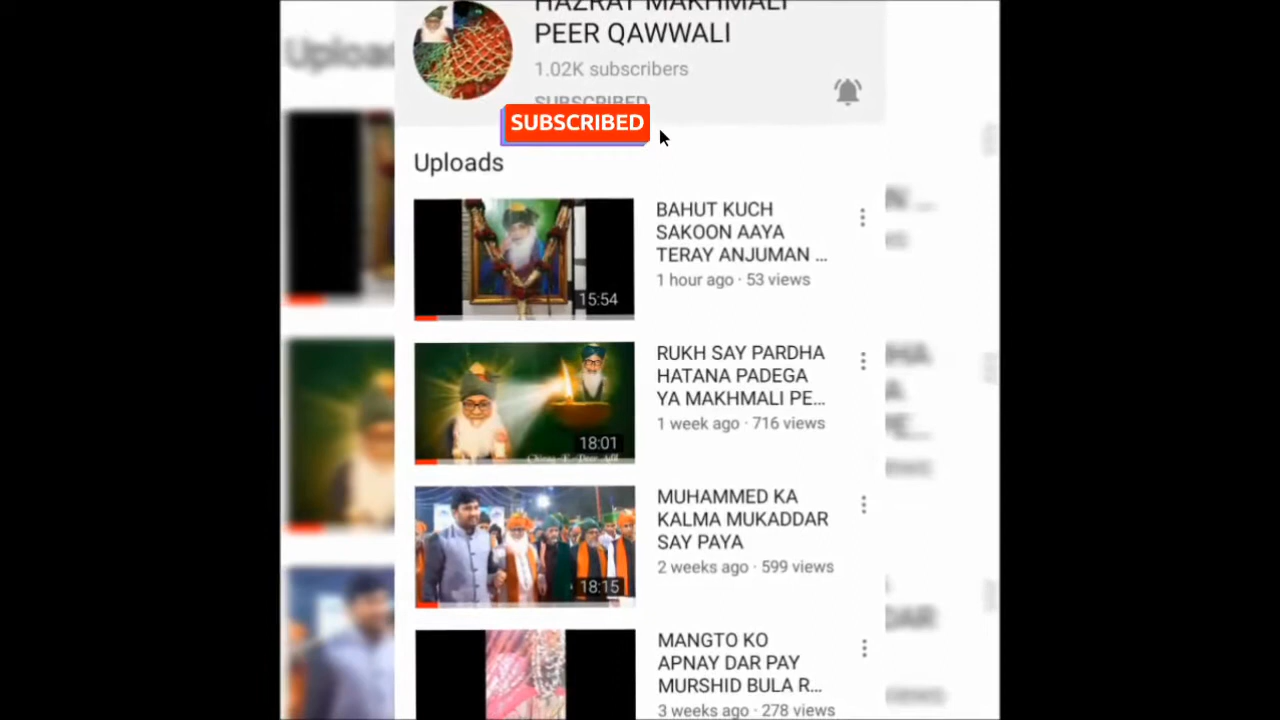 HAZRAT MAKHMALI
PEER QAWWALI
1.02K subscribers
SUBSCRIBED
SUBSCRIBED
Uploads
BAHUT KUCH
SAKOON AAYA
TERAY ANJUMAN ...
1 hour ago · 53 views
15:54
RUKH SAY PARDHA
HATANA PADEGA
YA MAKHMALI PE...
1 week ago · 716 views
18:01
MUHAMMED KA
KALMA MUKADDAR
SAY PAYA
2 weeks ago · 599 views
18:15
MANGTO KO
APNAY DAR PAY
MURSHID BULA R...
3 weeks ago · 278 views